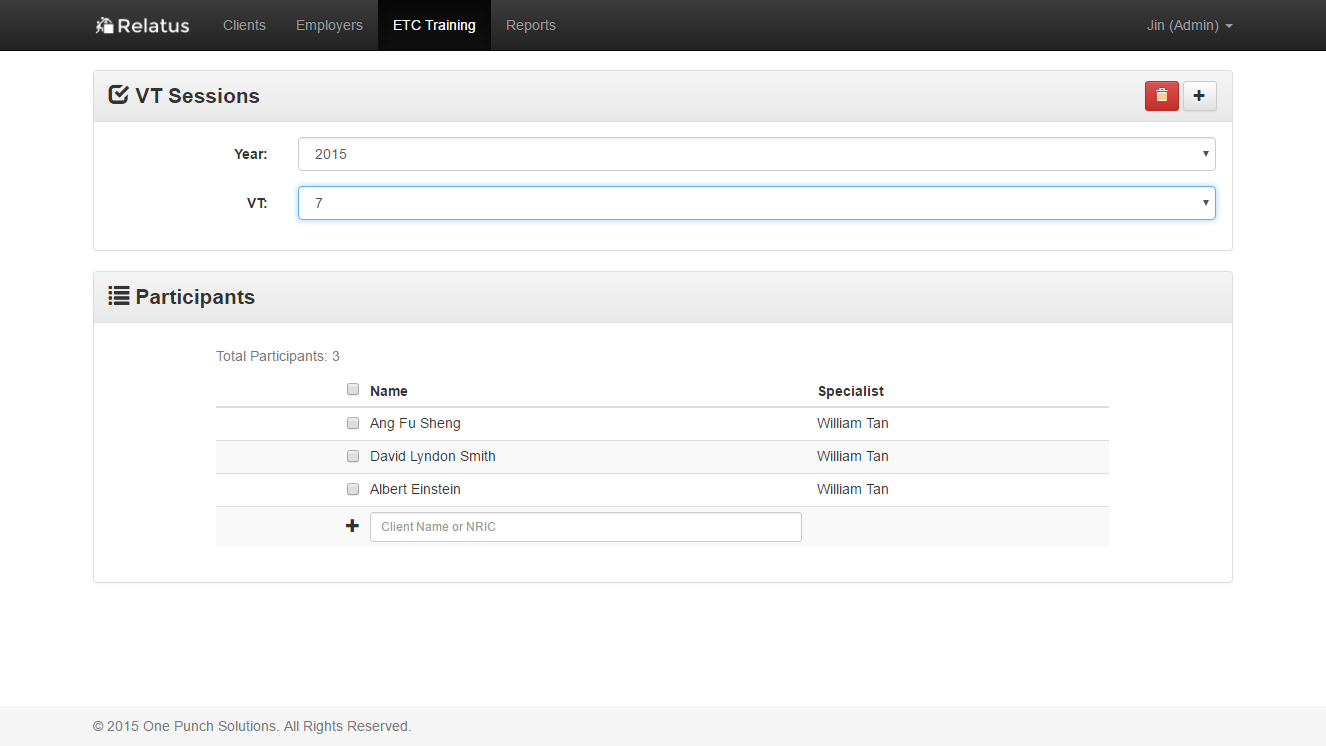 Relatus Clients Employers ETC Training Reports Jin (Admin)
VT Sessions
Year: 2015
VT: 7
Participants
Total Participants: 3
Name Specialist
Ang Fu Sheng William Tan
David Lyndon Smith William Tan
Albert Einstein William Tan
Client Name or NRIC
© 2015 One Punch Solutions. All Rights Reserved.